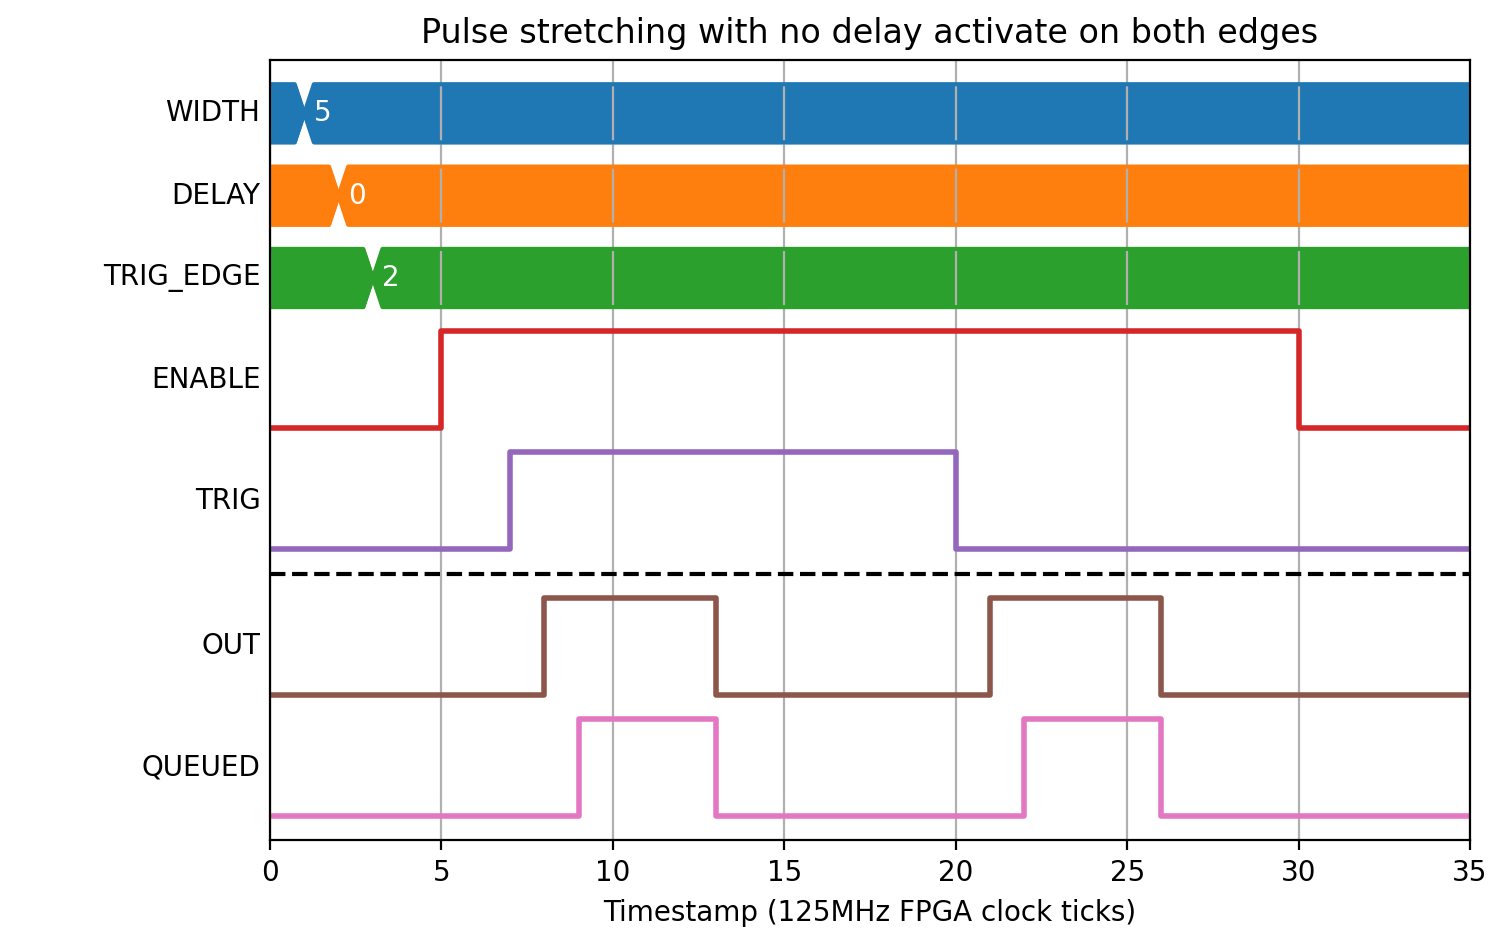 Pulse stretching with no delay activate on both edges
WIDTH
5
DELAY
0
TRIG_EDGE
2
ENABLE
TRIG
OUT
QUEUED
0 5 10 15 20 25 30 35
Timestamp (125MHz FPGA clock ticks)